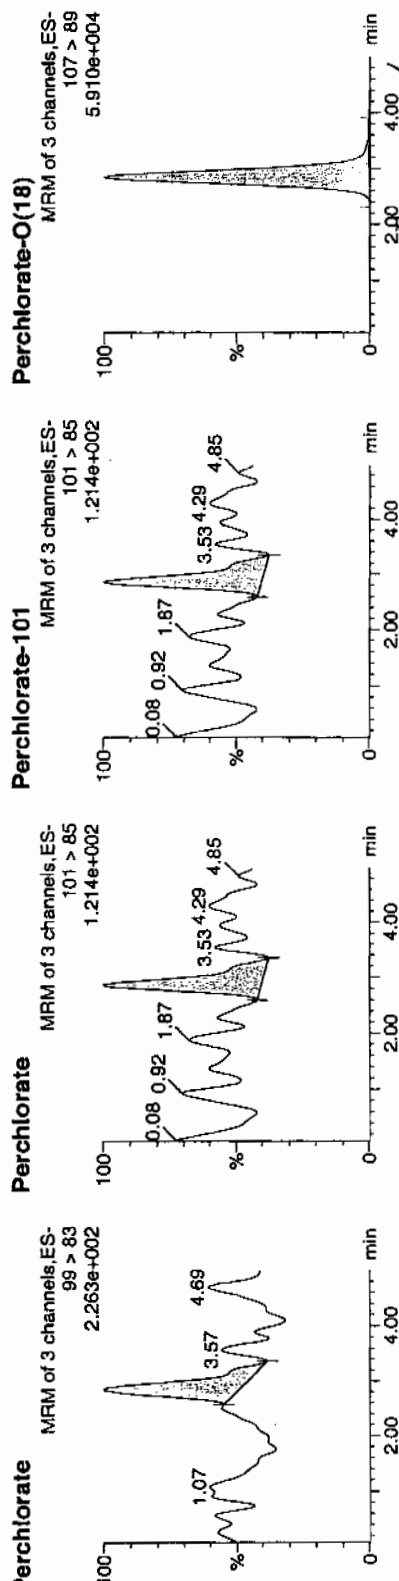 Perchlorate
MRM of 3 channels,ES-
99 > 83
2.263e+002
100
%
1.07
3.57
4.69
2.00
4.00
min
Perchlorate
MRM of 3 channels,ES-
101 > 85
1.214e+002
100
%
0
0.08
0.92
1.87
3.53
4.29
4.85
2.00
4.00
min
Perchlorate-101
MRM of 3 channels,ES-
101 > 85
1.214e+002
100
%
0
0.08
0.92
1.87
3.53
4.29
4.85
2.00
4.00
min
Perchlorate-O(18)
MRM of 3 channels,ES-
107 > 89
5.910e+004
100
%
0
2.00
4.00
min